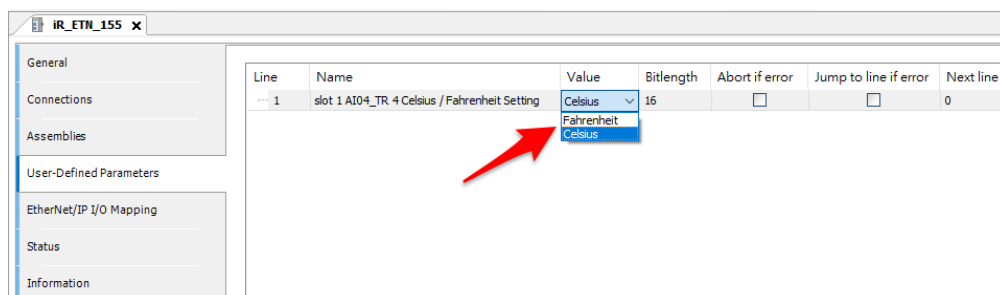 iR_ETN_155 x
General
Connections
Assemblies
User-Defined Parameters
EtherNet/IP I/O Mapping
Status
Information
Line Name Value Bitlength Abort if error Jump to line if error Next line
1 slot 1 AI04_TR 4 Celsius / Fahrenheit Setting Celsius 16 0
Fahrenheit
Celsius